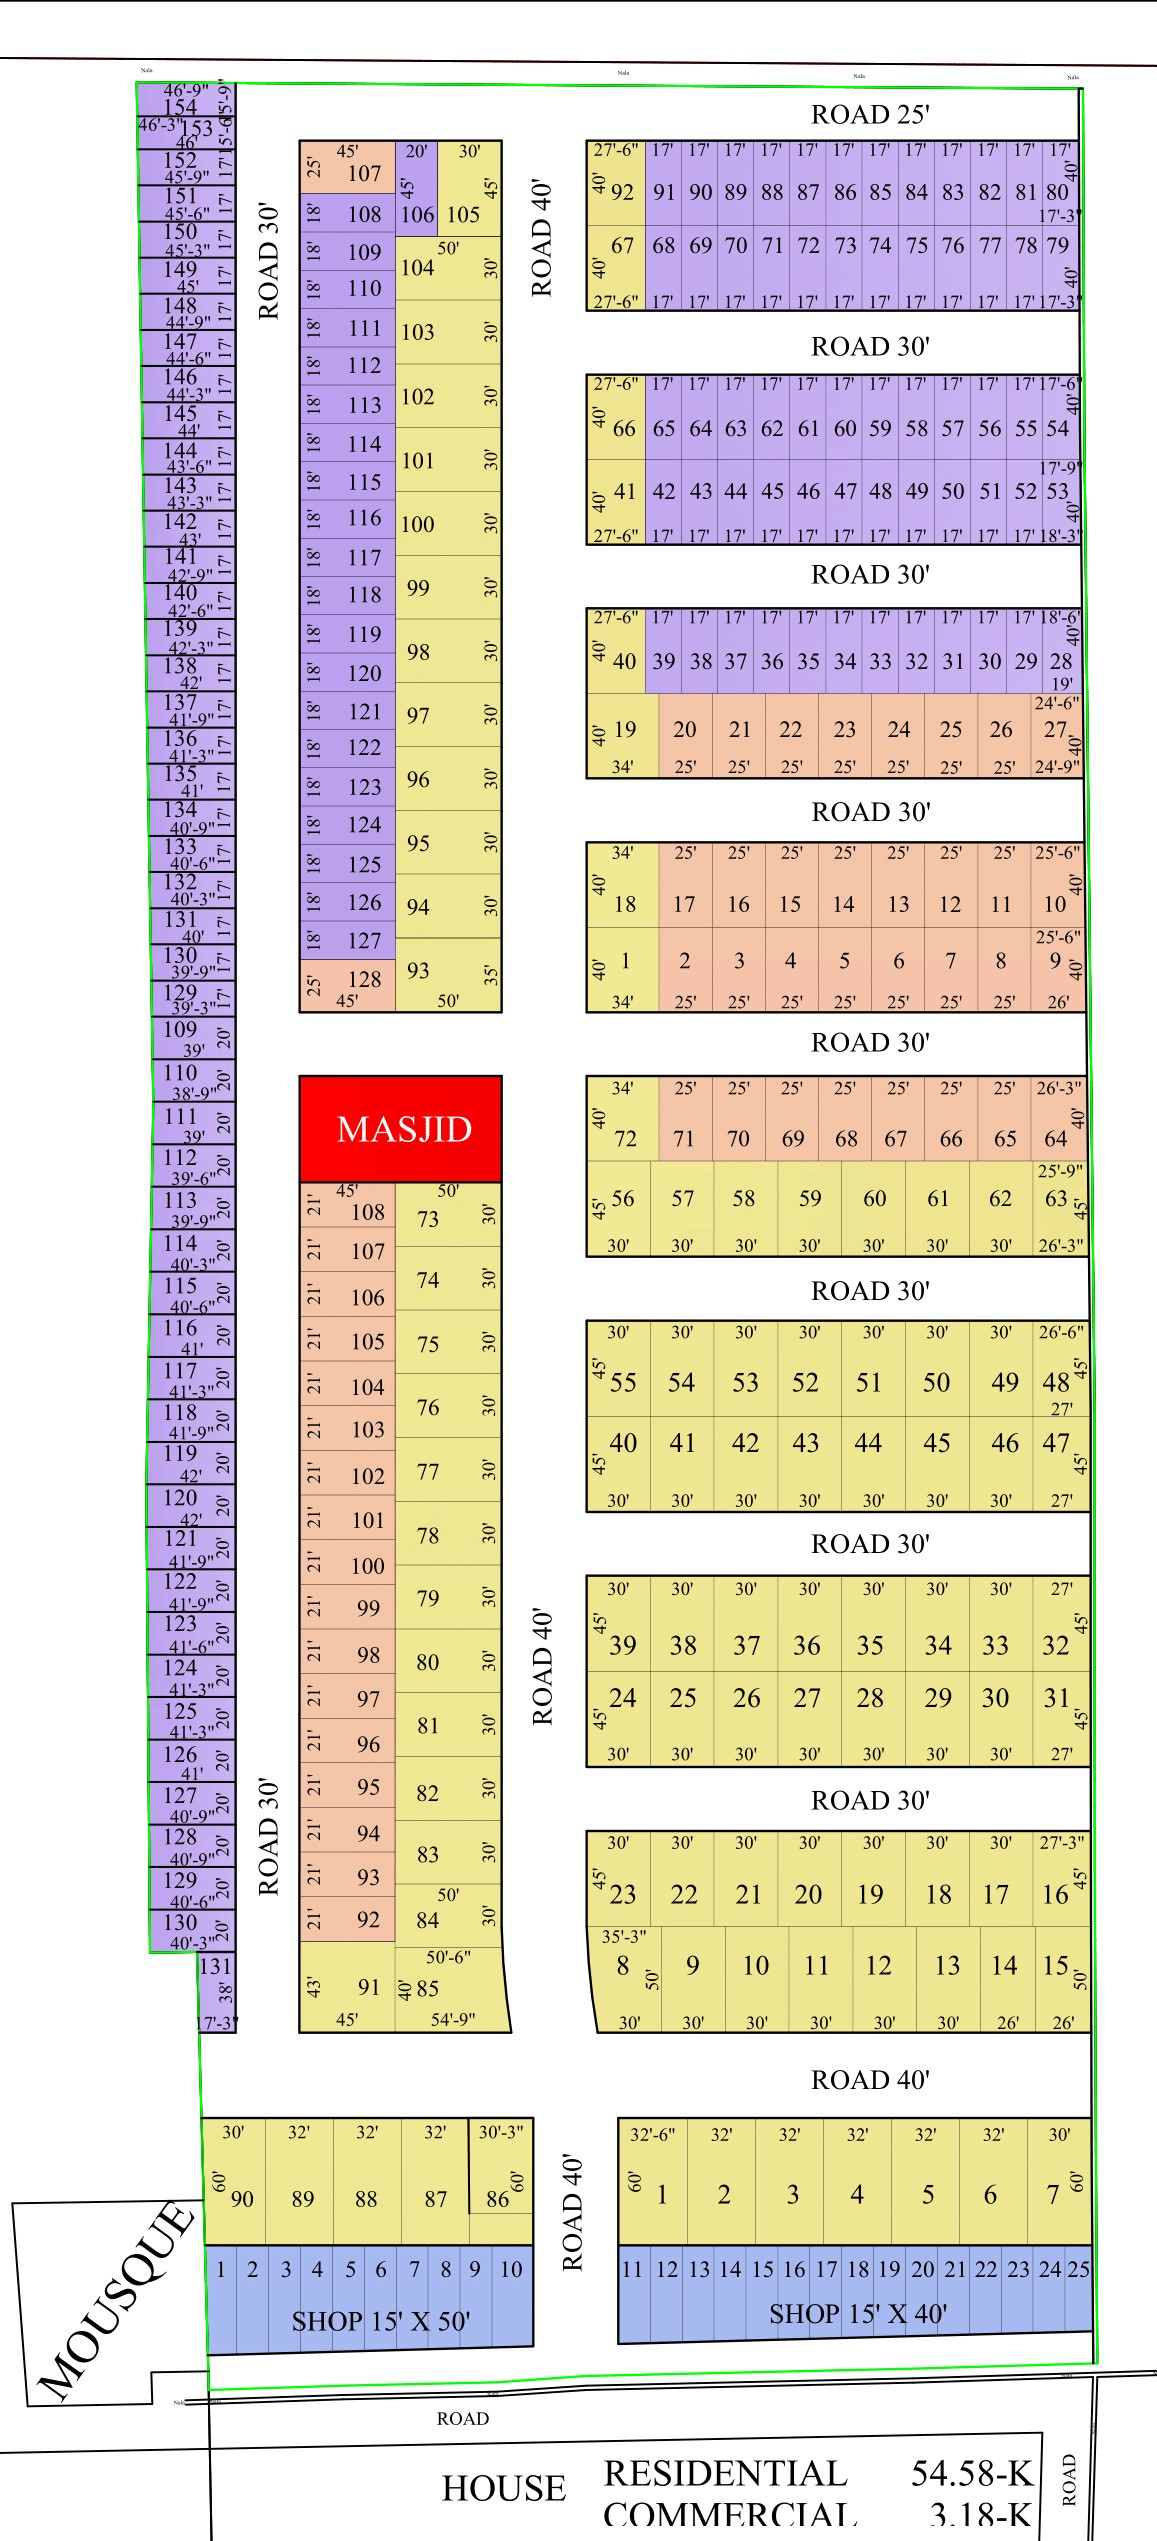 Nala
Nala
Nala
Nala
ROAD 25'
46'-9"
154
15'-9"
46'-3"
153
15'-6"
46'
152 17'
45'-9"
151 17'
45'-6"
150 17'
45'-3"
149 17'
45'
148 17'
44'-9"
147 17'
44'-6"
146 17'
44'-3"
145 17'
44'
144 17'
43'-6"
143 17'
43'-3"
142 17'
43'
141 17'
42'-9"
140 17'
42'-6"
139 17'
42'-3"
138 17'
42'
137 17'
41'-9"
136 17'
41'-3"
135 17'
41'
134 17'
40'-9"
133 17'
40'-6"
132 17'
40'-3"
131 17'
40'
130 17'
39'-9"
129 17'
39'-3"
109 20'
39'
110 20'
38'-9"
111 20'
39'
112 20'
39'-6"
113 20'
39'-9"
114 20'
40'-3"
115 20'
40'-6"
116 20'
41'
117 20'
41'-3"
118 20'
41'-9"
119 20'
42'
120 20'
42'
121 20'
41'-9"
122 20'
41'-9"
123 20'
41'-6"
124 20'
41'-3"
125 20'
41'-3"
126 20'
41'
127 20'
40'-9"
128 20'
40'-9"
129 20'
40'-6"
130 20'
40'-3"
131
38'
17'-3"
ROAD 30'
ROAD 30'
45'
25' 107
18' 108
18' 109
18' 110
18' 111
18' 112
18' 113
18' 114
18' 115
18' 116
18' 117
18' 118
18' 119
18' 120
18' 121
18' 122
18' 123
18' 124
18' 125
18' 126
18' 127
25' 128
45'
20' 30'
45' 45'
106 105
50'
104 30'
103 30'
102 30'
101 30'
100 30'
99 30'
98 30'
97 30'
96 30'
95 30'
94 30'
93 35'
50'
MASJID
45'
21' 108
21' 107
21' 106
21' 105
21' 104
21' 103
21' 102
21' 101
21' 100
21' 99
21' 98
21' 97
21' 96
21' 95
21' 94
21' 93
21' 92
43' 91
45'
50'
73 30'
74 30'
75 30'
76 30'
77 30'
78 30'
79 30'
80 30'
81 30'
82 30'
83 30'
50'
84 30'
50'-6"
40' 85
54'-9"
ROAD 40'
ROAD 40'
27'-6" 17' 17' 17' 17' 17' 17' 17' 17' 17' 17' 17' 17'
40' 92 91 90 89 88 87 86 85 84 83 82 81 80 40'
17'-3"
40' 67 68 69 70 71 72 73 74 75 76 77 78 79 40'
27'-6" 17' 17' 17' 17' 17' 17' 17' 17' 17' 17' 17' 17'-3"
ROAD 30'
27'-6" 17' 17' 17' 17' 17' 17' 17' 17' 17' 17' 17' 17'-6"
40' 66 65 64 63 62 61 60 59 58 57 56 55 54 40'
17'-9"
40' 41 42 43 44 45 46 47 48 49 50 51 52 53 40'
27'-6" 17' 17' 17' 17' 17' 17' 17' 17' 17' 17' 17' 18'-3"
ROAD 30'
27'-6" 17' 17' 17' 17' 17' 17' 17' 17' 17' 17' 17' 18'-6"
40' 40 39 38 37 36 35 34 33 32 31 30 29 28 40'
19'
24'-6"
40' 19 20 21 22 23 24 25 26 27 40'
34' 25' 25' 25' 25' 25' 25' 25' 24'-9"
ROAD 30'
34' 25' 25' 25' 25' 25' 25' 25' 25'-6"
40' 18 17 16 15 14 13 12 11 10 40'
25'-6"
40' 1 2 3 4 5 6 7 8 9 40'
34' 25' 25' 25' 25' 25' 25' 25' 26'
ROAD 30'
34' 25' 25' 25' 25' 25' 25' 25' 26'-3"
40' 72 71 70 69 68 67 66 65 64 40'
25'-9"
45' 56 57 58 59 60 61 62 63 45'
30' 30' 30' 30' 30' 30' 30' 26'-3"
ROAD 30'
30' 30' 30' 30' 30' 30' 30' 26'-6"
45' 55 54 53 52 51 50 49 48 45'
27'
45' 40 41 42 43 44 45 46 47 45'
30' 30' 30' 30' 30' 30' 30' 27'
ROAD 30'
30' 30' 30' 30' 30' 30' 30' 27'
45' 39 38 37 36 35 34 33 32 45'
45' 24 25 26 27 28 29 30 31 45'
30' 30' 30' 30' 30' 30' 30' 27'
ROAD 30'
30' 30' 30' 30' 30' 30' 30' 27'-3"
45' 23 22 21 20 19 18 17 16 45'
35'-3"
8 50' 9 10 11 12 13 14 15 50'
30' 30' 30' 30' 30' 30' 26' 26'
ROAD 40'
30' 32' 32' 32' 30'-3"
60' 90 89 88 87 86 60'
ROAD 40'
32'-6" 32' 32' 32' 32' 32' 30'
60' 1 2 3 4 5 6 7 60'
1 2 3 4 5 6 7 8 9 10
SHOP 15' X 50'
11 12 13 14 15 16 17 18 19 20 21 22 23 24 25
SHOP 15' X 40'
MOUSQUE
Nala
Nala
Nala
ROAD
ROAD
HOUSE
RESIDENTIAL 54.58-K
COMMERCIAL 3.18-K